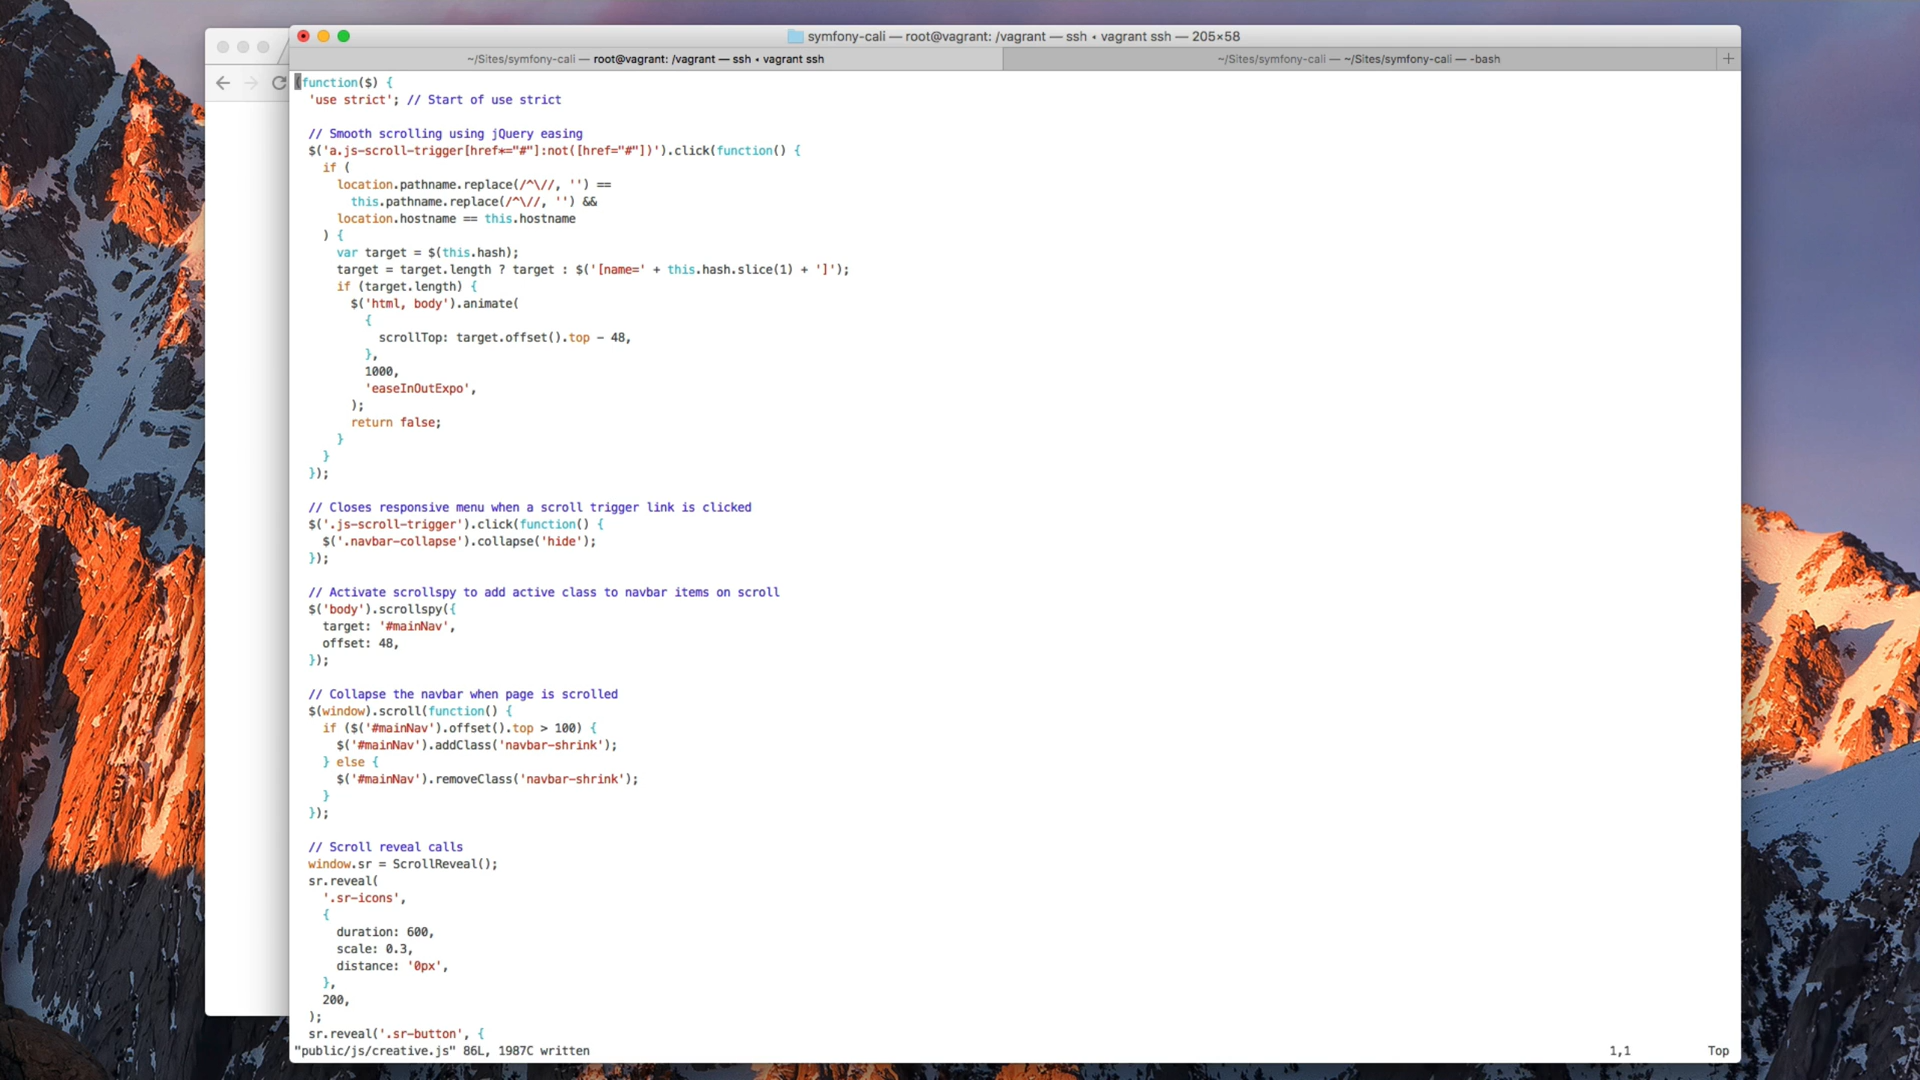 symfony-cali — root@vagrant: /vagrant — ssh • vagrant ssh — 205×58
~/Sites/symfony-cali — root@vagrant: /vagrant — ssh • vagrant ssh
~/Sites/symfony-cali — ~/Sites/symfony-cali — -bash
(function($) {
  'use strict'; // Start of use strict

  // Smooth scrolling using jQuery easing
  $('a.js-scroll-trigger[href*="#"]:not([href="#"])').click(function() {
    if (
      location.pathname.replace(/^\//, '') ==
        this.pathname.replace(/^\//, '') &&
      location.hostname == this.hostname
    ) {
      var target = $(this.hash);
      target = target.length ? target : $('[name=' + this.hash.slice(1) + ']');
      if (target.length) {
        $('html, body').animate(
          {
            scrollTop: target.offset().top - 48,
          },
          1000,
          'easeInOutExpo',
        );
        return false;
      }
    }
  });

  // Closes responsive menu when a scroll trigger link is clicked
  $('.js-scroll-trigger').click(function() {
    $('.navbar-collapse').collapse('hide');
  });

  // Activate scrollspy to add active class to navbar items on scroll
  $('body').scrollspy({
    target: '#mainNav',
    offset: 48,
  });

  // Collapse the navbar when page is scrolled
  $(window).scroll(function() {
    if ($('#mainNav').offset().top > 100) {
      $('#mainNav').addClass('navbar-shrink');
    } else {
      $('#mainNav').removeClass('navbar-shrink');
    }
  });

  // Scroll reveal calls
  window.sr = ScrollReveal();
  sr.reveal(
    '.sr-icons',
    {
      duration: 600,
      scale: 0.3,
      distance: '0px',
    },
    200,
  );
  sr.reveal('.sr-button', {
"public/js/creative.js" 86L, 1987C written
1,1
Top